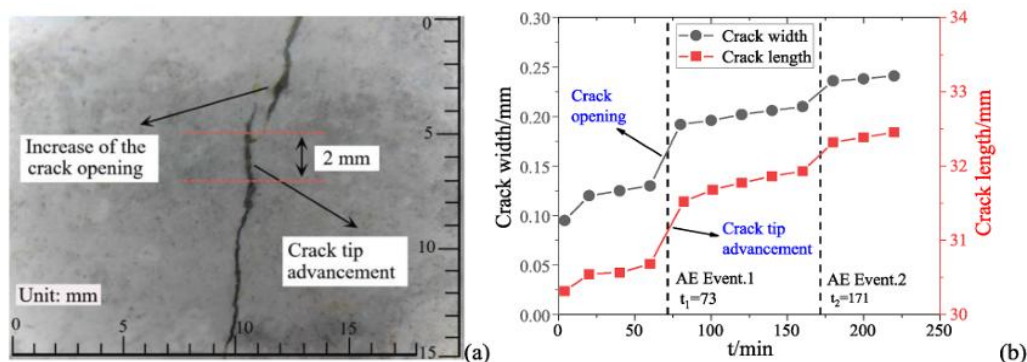 0
Increase of the
crack opening
5
2 mm
Crack tip
advancement
10
Unit: mm
0
5
10
15
15
(a)
0.30
0.25
0.20
0.15
0.10
0.05
0.00
Crack width/mm
Crack width
Crack length
Crack
opening
Crack tip
advancement
AE Event.1
t₁=73
AE Event.2
t₂=171
34
33
32
31
30
Crack length/mm
0 50 100 150 200 250
t/min
(b)